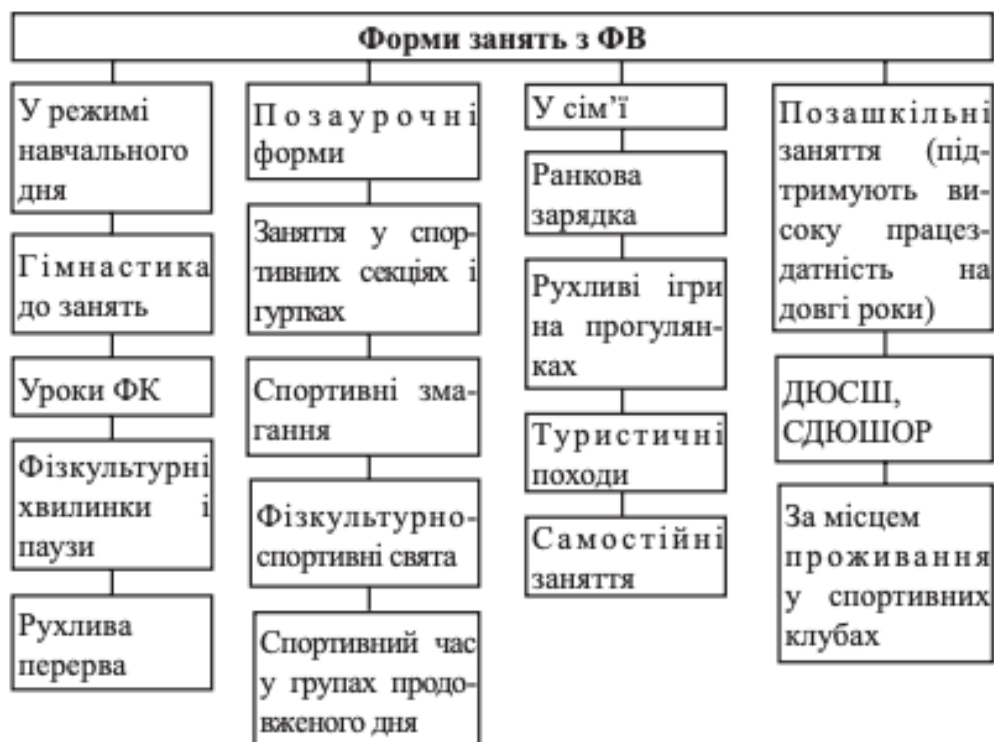 Форми занять з ФВ
У режимі
навчального
дня
Гімнастика
до занять
Уроки ФК
Фізкультурні
хвилинки і
паузи
Рухлива
перерва
Позаурочні
форми
Заняття у спор-
тивних секціях і
гуртках
Спортивні зма-
гання
Фізкультурно-
спортивні свята
Спортивний час
у групах продо-
вженого дня
У сім’ї
Ранкова
зарядка
Рухливі ігри
на прогулян-
ках
Туристичні
походи
Самостійні
заняття
Позашкільні
заняття (під-
тримують ви-
соку працез-
датність на
довгі роки)
ДЮСШ,
СДЮШОР
За місцем
проживання
у спортивних
клубах